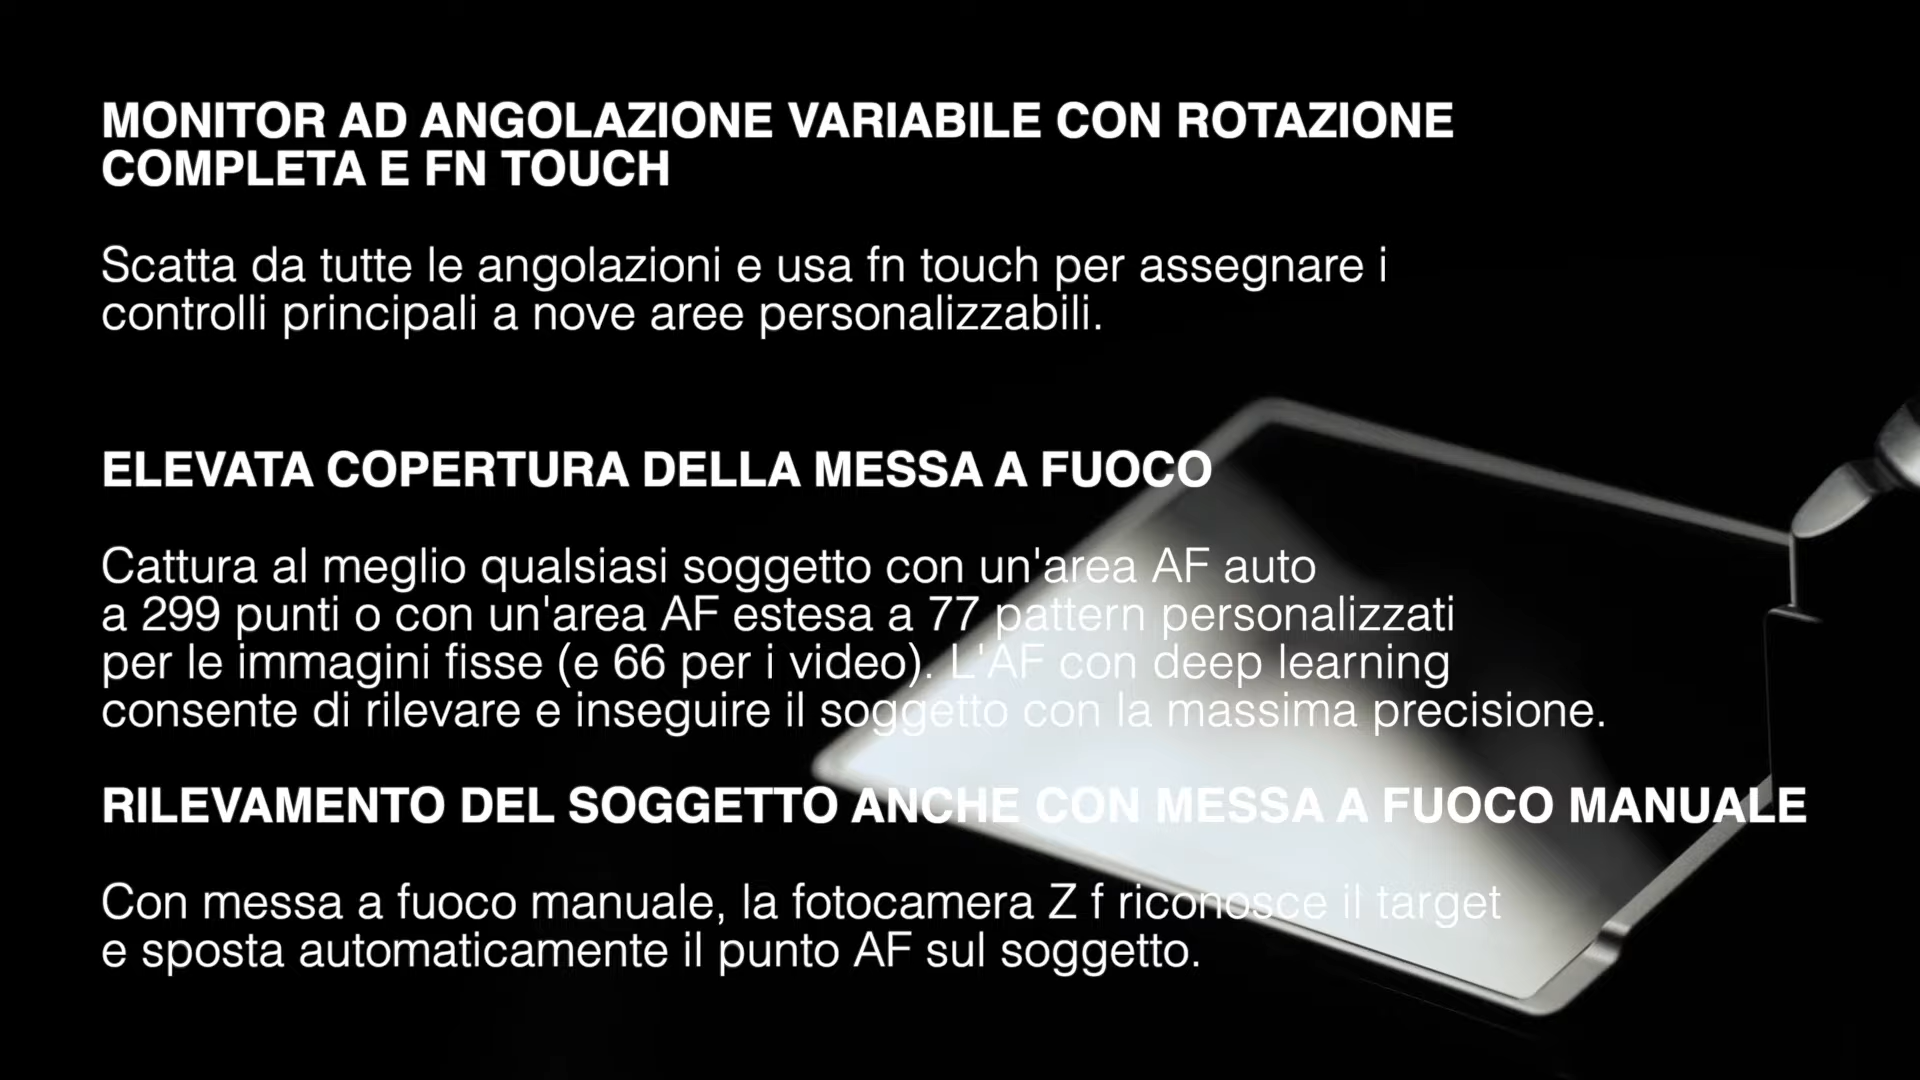 MONITOR AD ANGOLAZIONE VARIABILE CON ROTAZIONE
COMPLETA E FN TOUCH
Scatta da tutte le angolazioni e usa fn touch per assegnare i
controlli principali a nove aree personalizzabili.
ELEVATA COPERTURA DELLA MESSA A FUOCO
Cattura al meglio qualsiasi soggetto con un'area AF auto
a 299 punti o con un'area AF estesa a 77 pattern personalizzati
per le immagini fisse (e 66 per i video). L'AF con deep learning
consente di rilevare e inseguire il soggetto con la massima precisione.
RILEVAMENTO DEL SOGGETTO ANCHE CON MESSA A FUOCO MANUALE
Con messa a fuoco manuale, la fotocamera Z f riconosce il target
e sposta automaticamente il punto AF sul soggetto.